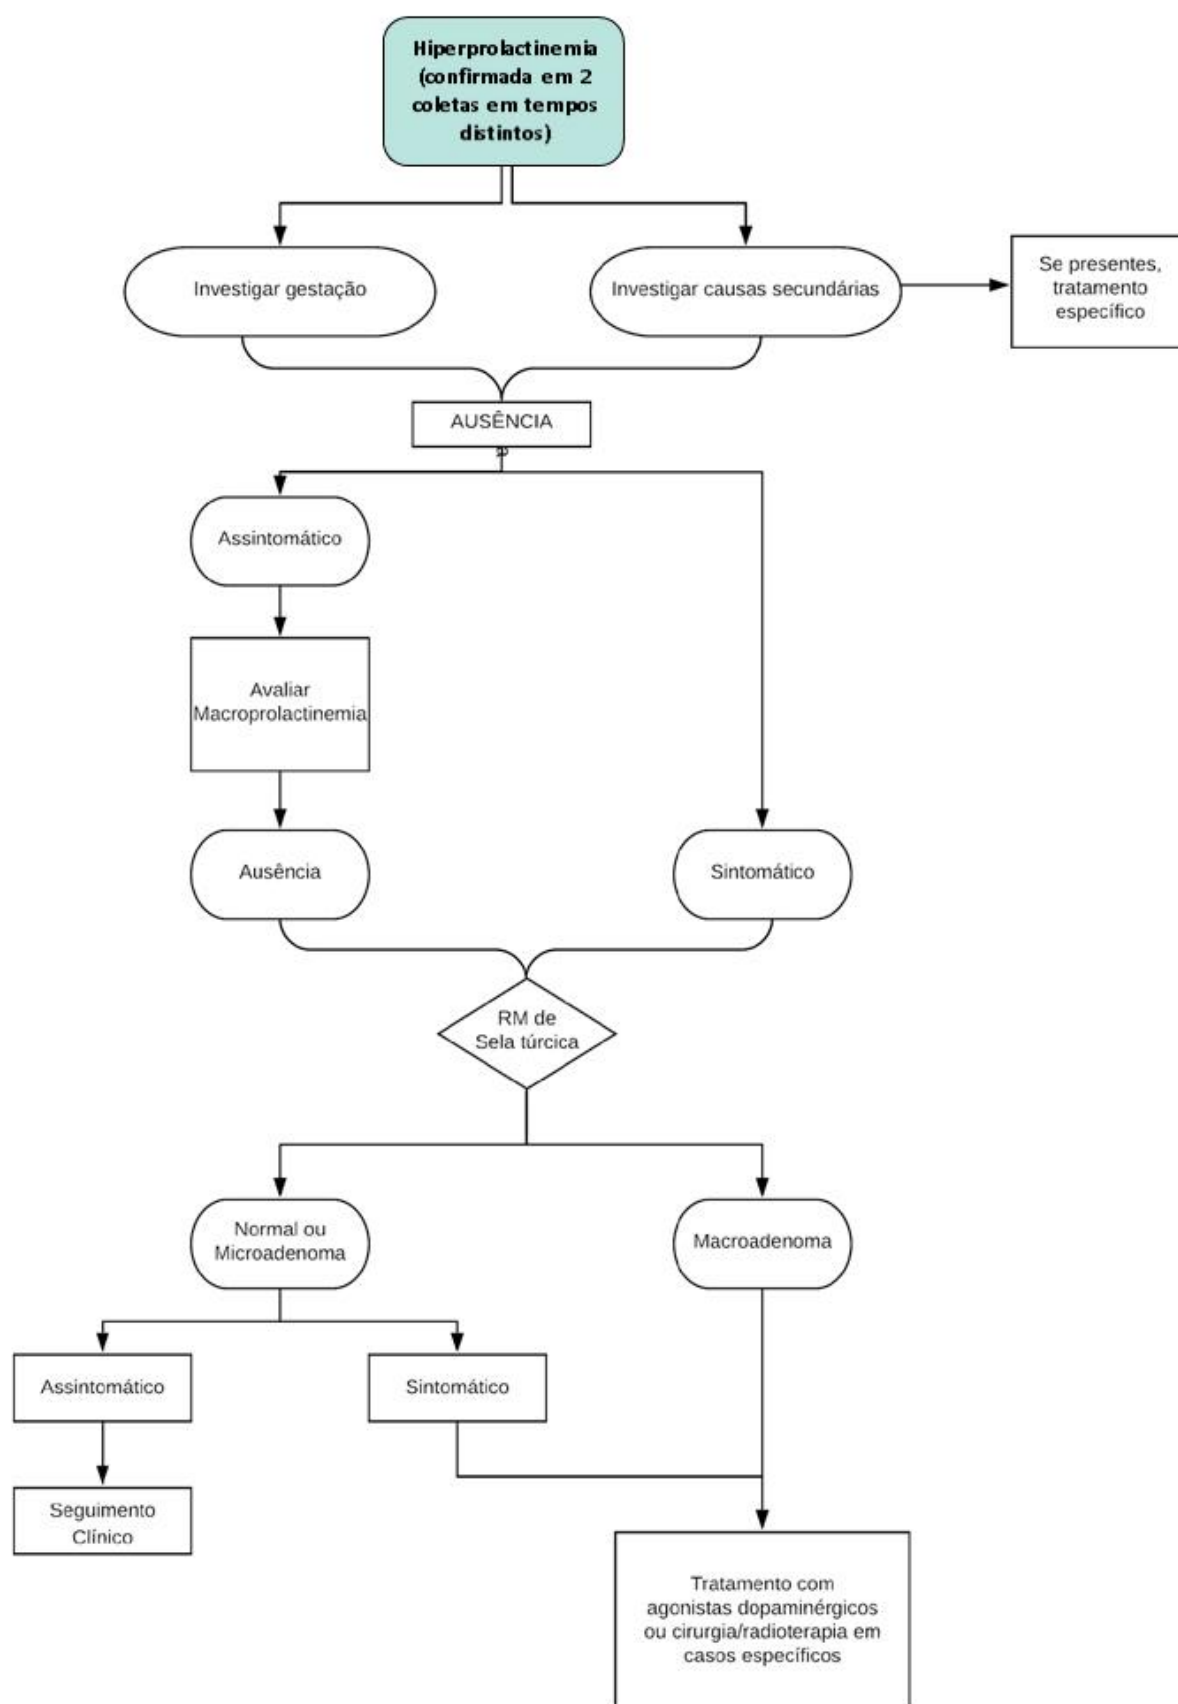 Hiperprolactinemia
(confirmada em 2
coletas em tempos
distintos)
Investigar gestação
Investigar causas secundárias
Se presentes,
tratamento
específico
AUSÊNCIA
Assintomático
Avaliar
Macroprolactinemia
Ausência
Sintomático
RM de
Sela túrcica
Normal ou
Microadenoma
Macroadenoma
Assintomático
Sintomático
Seguimento
Clínico
Tratamento com
agonistas dopaminérgicos
ou cirurgia/radioterapia em
casos específicos